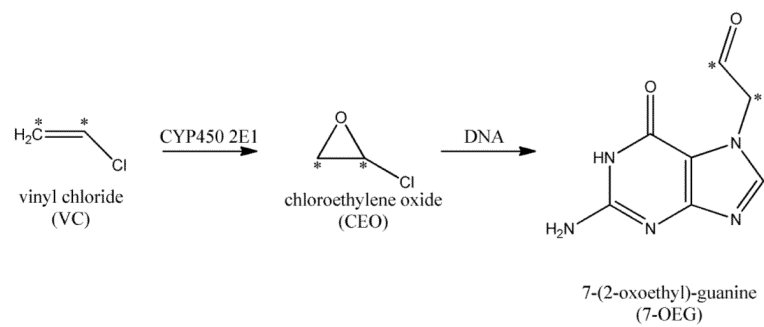 H₂C
*
*
Cl
vinyl chloride
(VC)
CYP450 2E1
O
*
*
Cl
chloroethylene oxide
(CEO)
DNA
O
*
*
O
N
HN
H₂N
N
N
7-(2-oxoethyl)-guanine
(7-OEG)